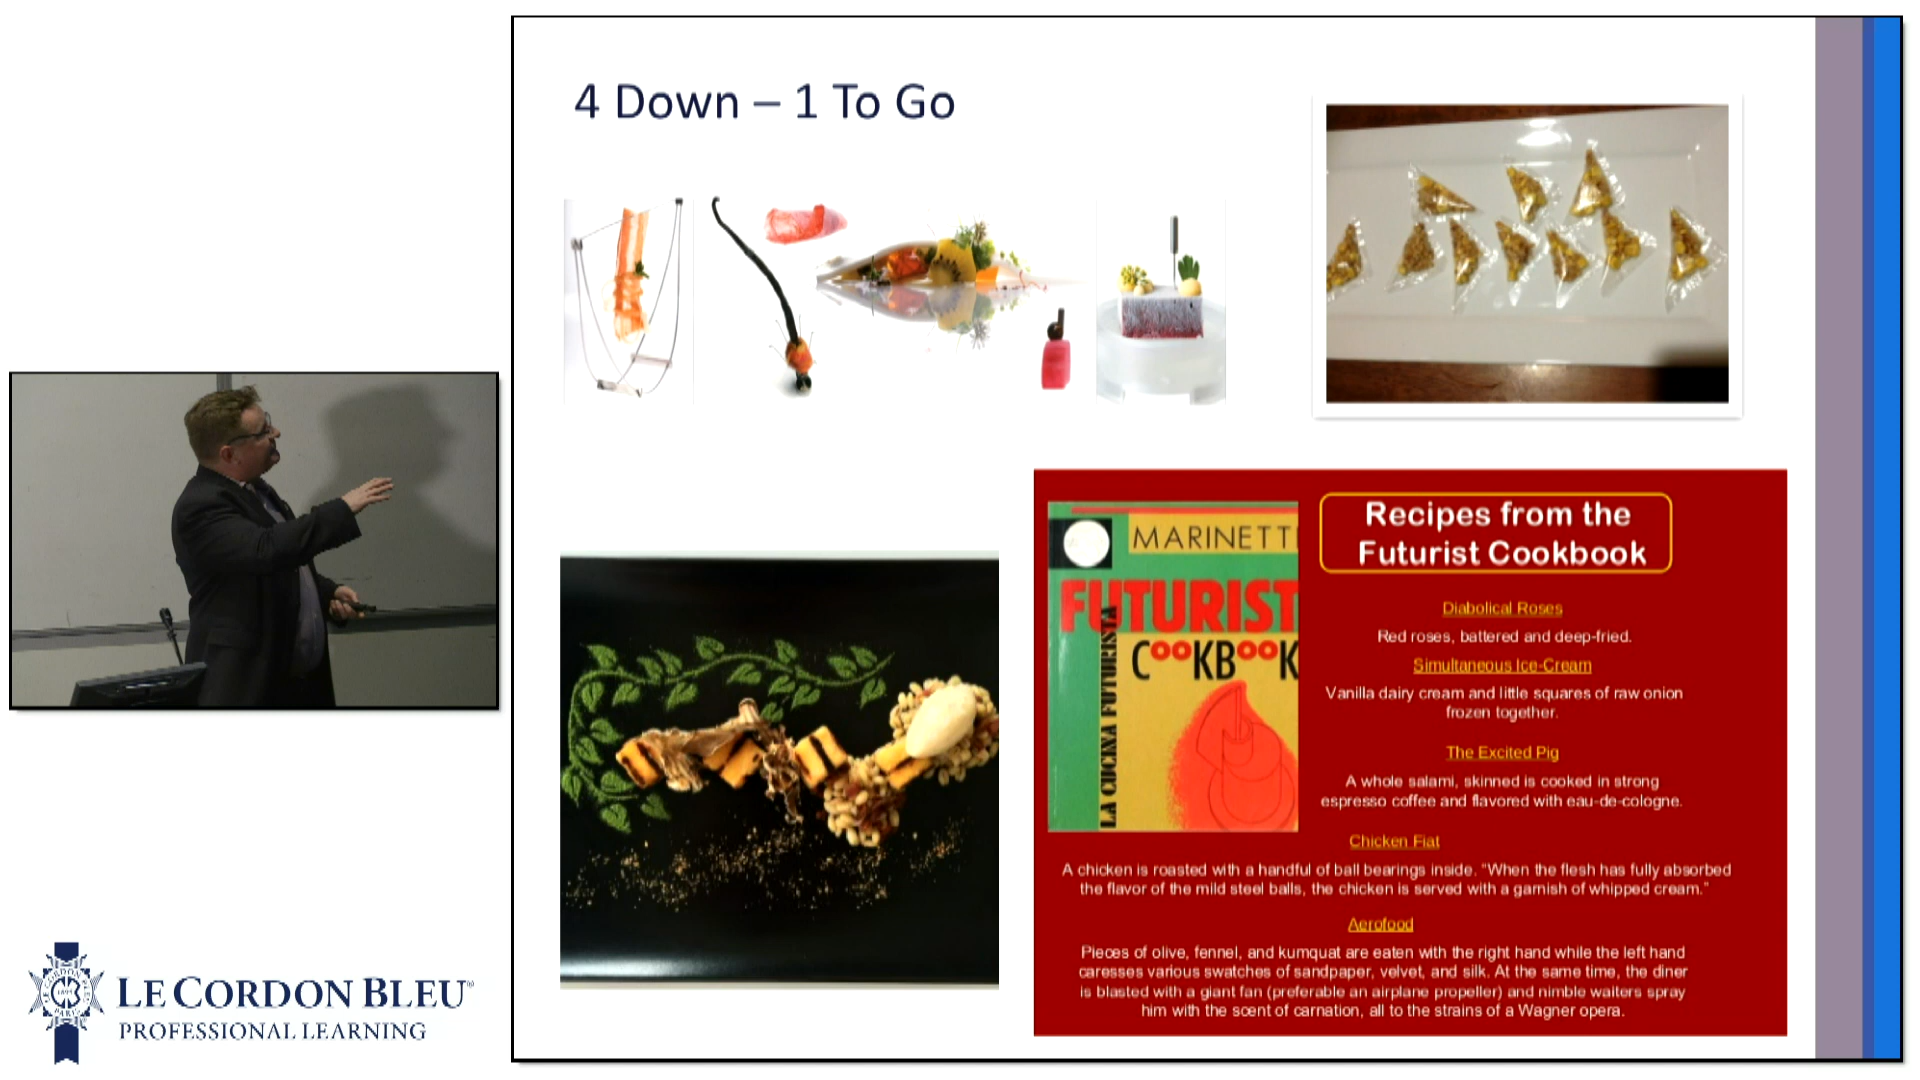 4 Down – 1 To Go
MARINETTI
FUTURIST
COOKBOOK
LA CUCINA FUTURISTA
Recipes from the
Futurist Cookbook
Diabolical Roses
Red roses, battered and deep-fried.
Simultaneous Ice-Cream
Vanilla dairy cream and little squares of raw onion
frozen together.
The Excited Pig
A whole salami, skinned is cooked in strong
espresso coffee and flavored with eau-de-cologne.
Chicken Fiat
A chicken is roasted with a handful of ball bearings inside. "When the flesh has fully absorbed
the flavor of the mild steel balls, the chicken is served with a garnish of whipped cream."
Aerofood
Pieces of olive, fennel, and kumquat are eaten with the right hand while the left hand
caresses various swatches of sandpaper, velvet, and silk. At the same time, the diner
is blasted with a giant fan (preferable an airplane propeller) and nimble waiters spray
him with the scent of carnation, all to the strains of a Wagner opera.
LE CORDON BLEU®
PROFESSIONAL LEARNING